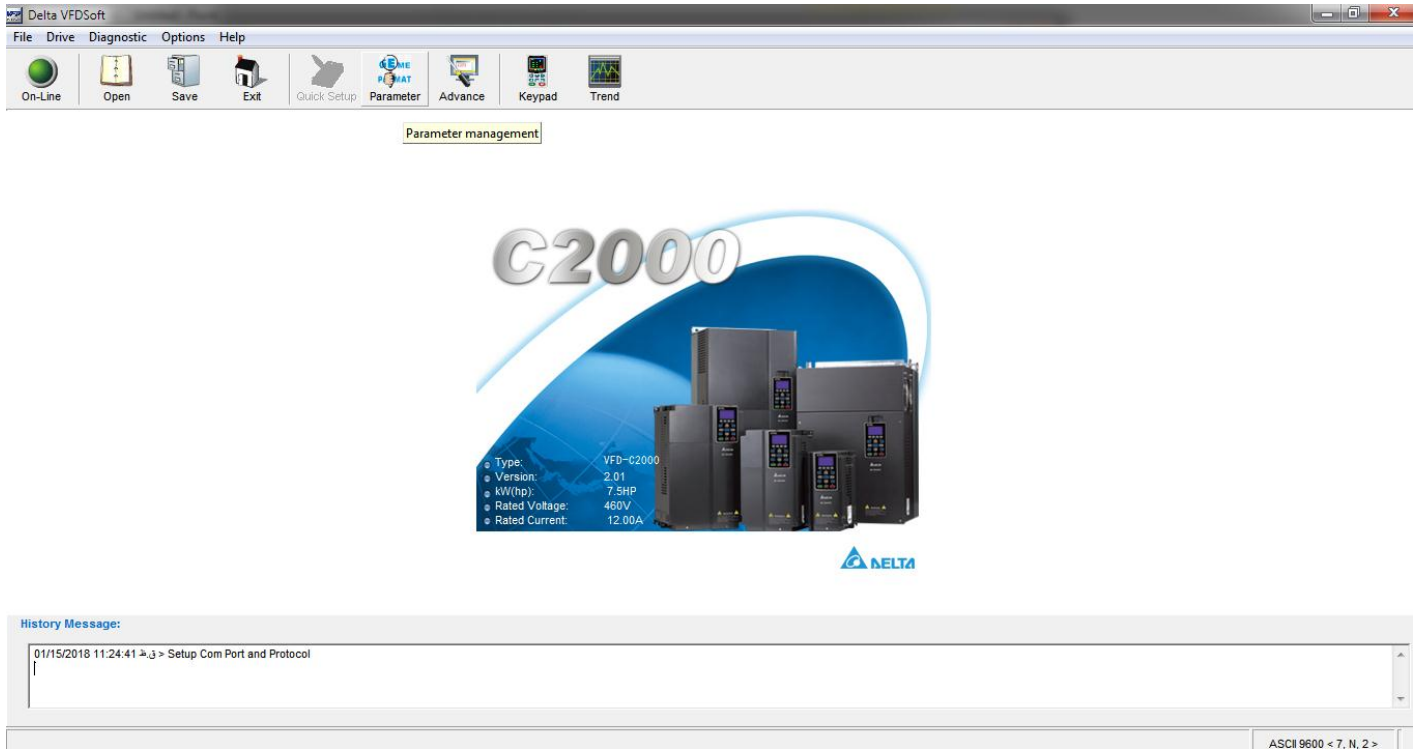 Delta VFDSoft
File Drive Diagnostic Options Help
On-Line Open Save Exit Quick Setup Parameter Advance Keypad Trend
Parameter management
C2000
Type: VFD-C2000
Version: 2.01
kW(hp): 7.5HP
Rated Voltage: 460V
Rated Current: 12.00A
DELTA
History Message:
01/15/2018 11:24:41 ق.ظ > Setup Com Port and Protocol
ASCII 9600 < 7, N, 2 >